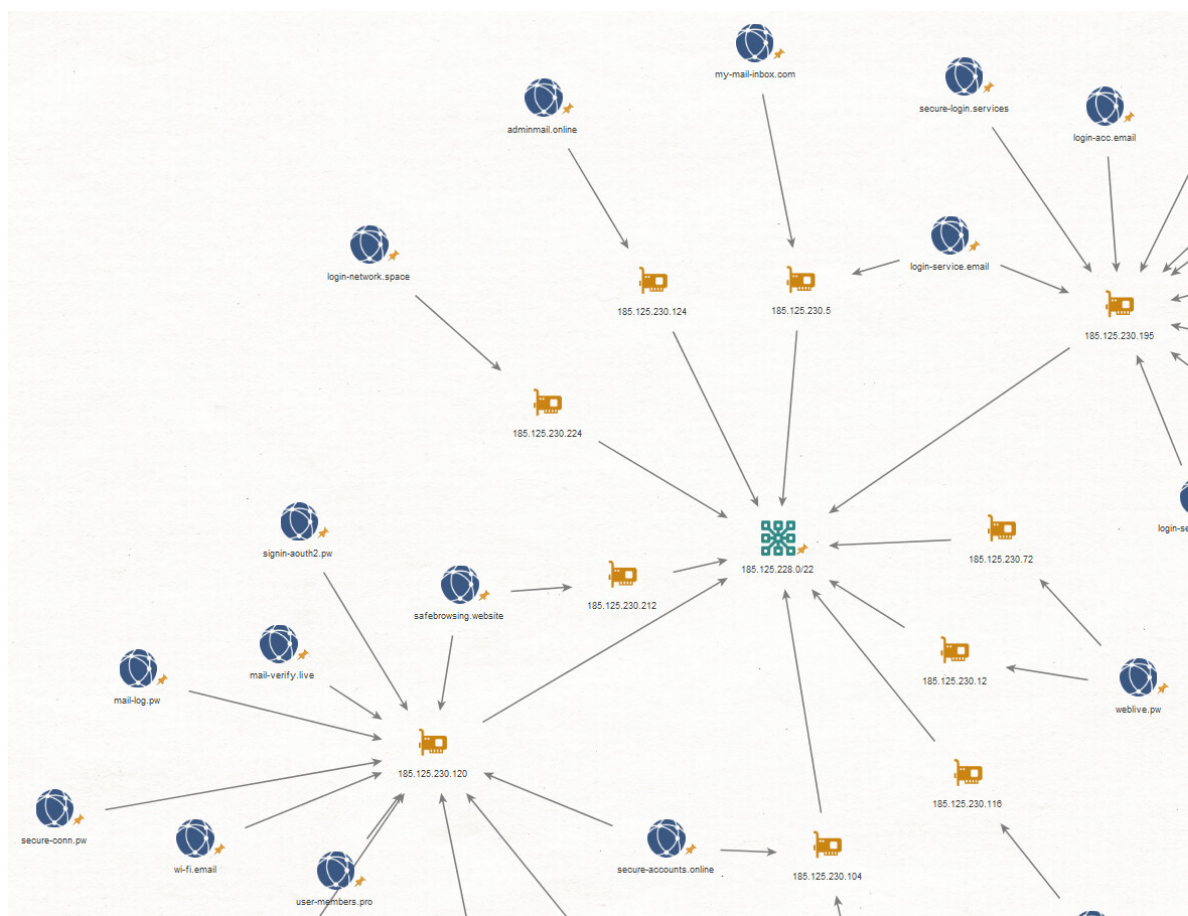 my-mail-inbox.com
secure-login.services
adminmail.online
login-acc.email
login-network.space
login-service.email
185.125.230.124
185.125.230.5
185.125.230.195
185.125.230.224
signin-aouth2.pw
login-se
185.125.230.72
185.125.228.0/22
185.125.230.212
safebrowsing.website
mail-verify.live
185.125.230.12
mail-log.pw
weblive.pw
185.125.230.120
185.125.230.116
secure-conn.pw
wi-fi.email
secure-accounts.online
185.125.230.104
user-members.pro